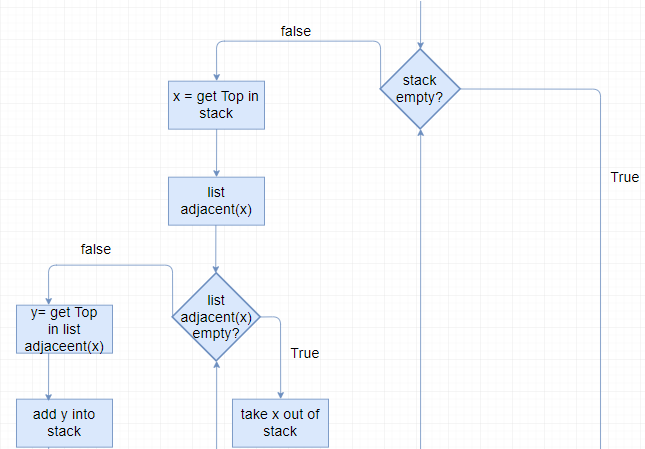 false
stack
empty?
x = get Top in
stack
True
list
adjacent(x)
false
list
adjacent(x)
empty?
y= get Top
in list
adjaceent(x)
True
add y into
stack
take x out of
stack